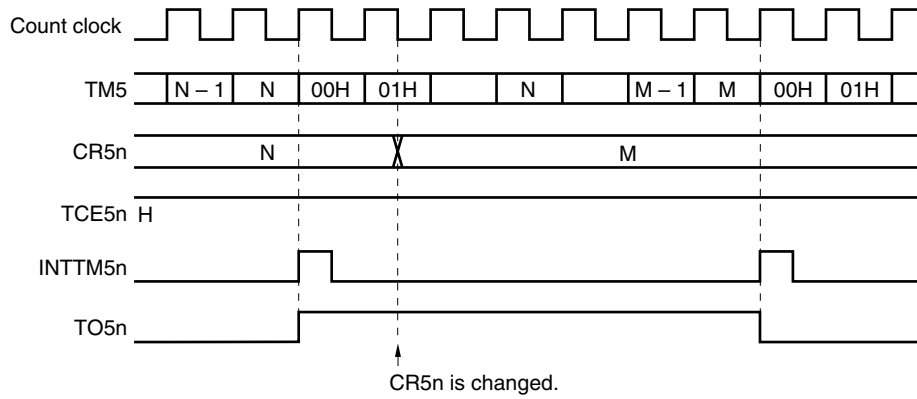 Count clock
TM5 N – 1 N 00H 01H N M – 1 M 00H 01H
CR5n N M
TCE5n H
INTTM5n
TO5n
CR5n is changed.